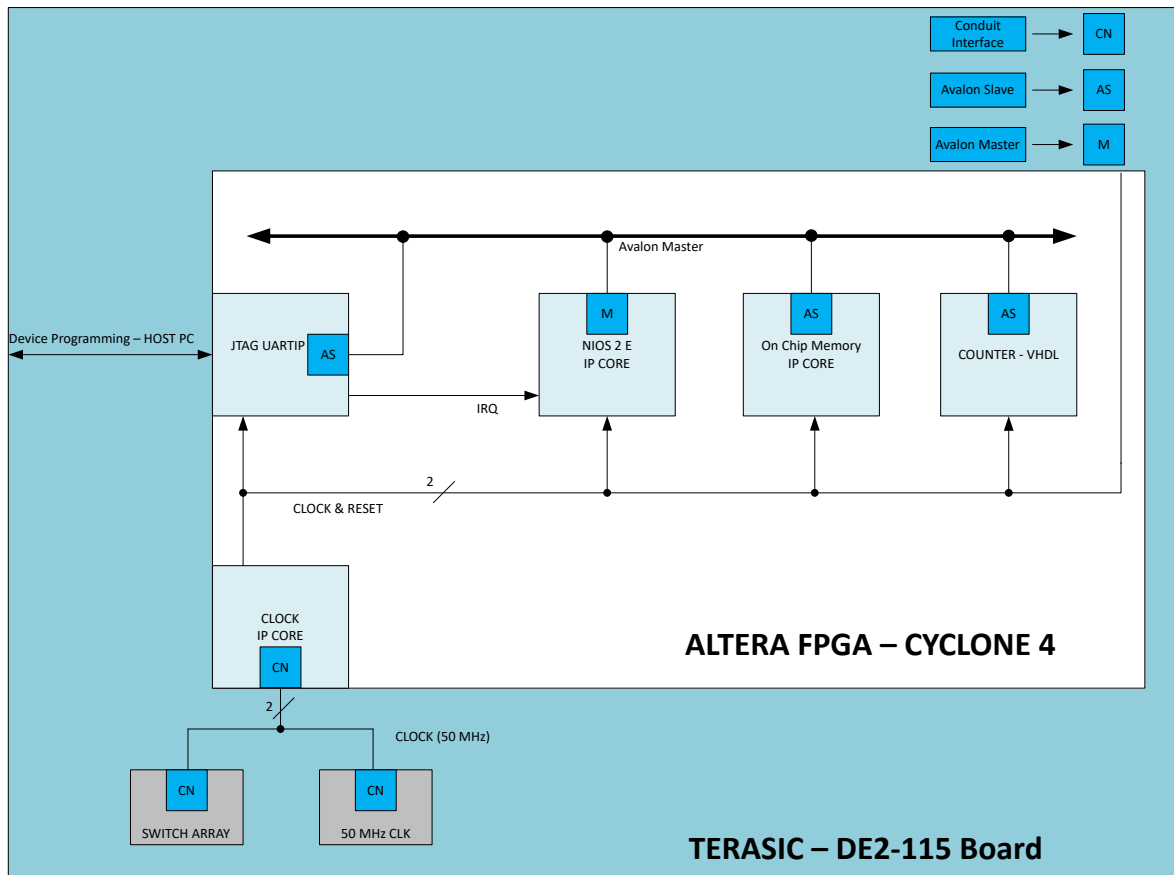 Conduit
Interface
CN
Avalon Slave
AS
Avalon Master
M
Avalon Master
Device Programming – HOST PC
JTAG UARTIP
AS
M
NIOS 2 E
IP CORE
AS
On Chip Memory
IP CORE
AS
COUNTER - VHDL
IRQ
2
CLOCK & RESET
CLOCK
IP CORE
CN
ALTERA FPGA – CYCLONE 4
2
CLOCK (50 MHz)
CN
SWITCH ARRAY
CN
50 MHz CLK
TERASIC – DE2-115 Board